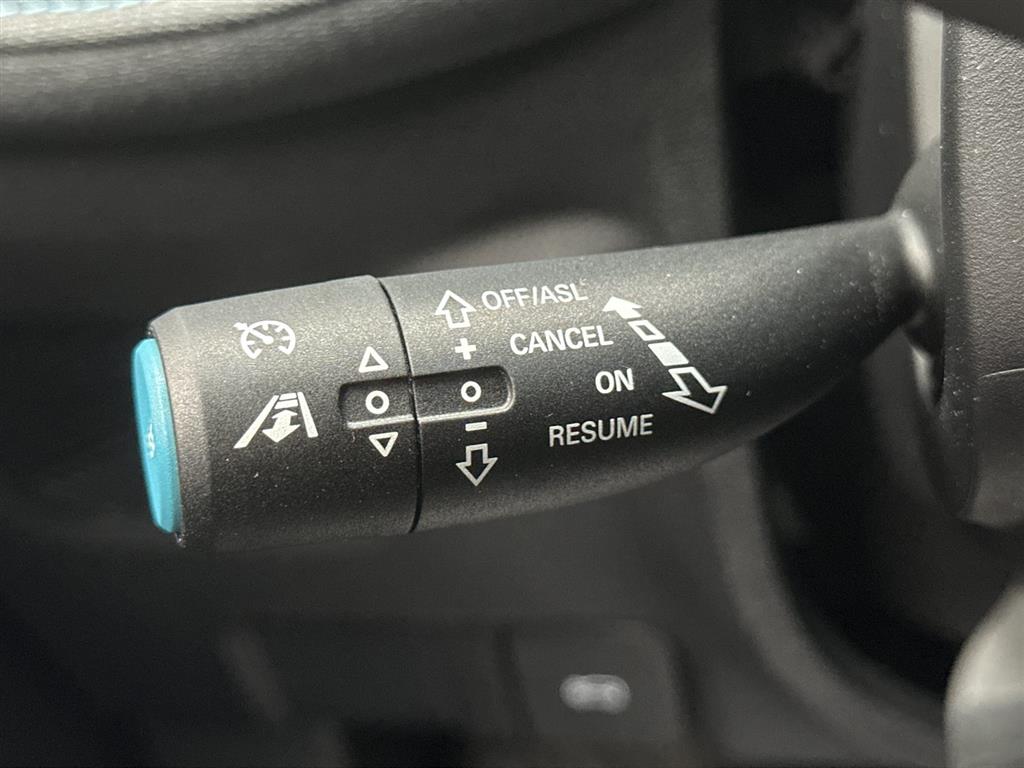 OFF/ASL
+
CANCEL
ON
-
RESUME